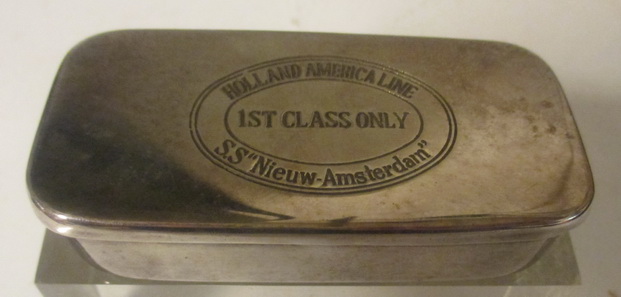 HOLLAND AMERICA LINE
1ST CLASS ONLY
S.S "Nieuw-Amsterdam"